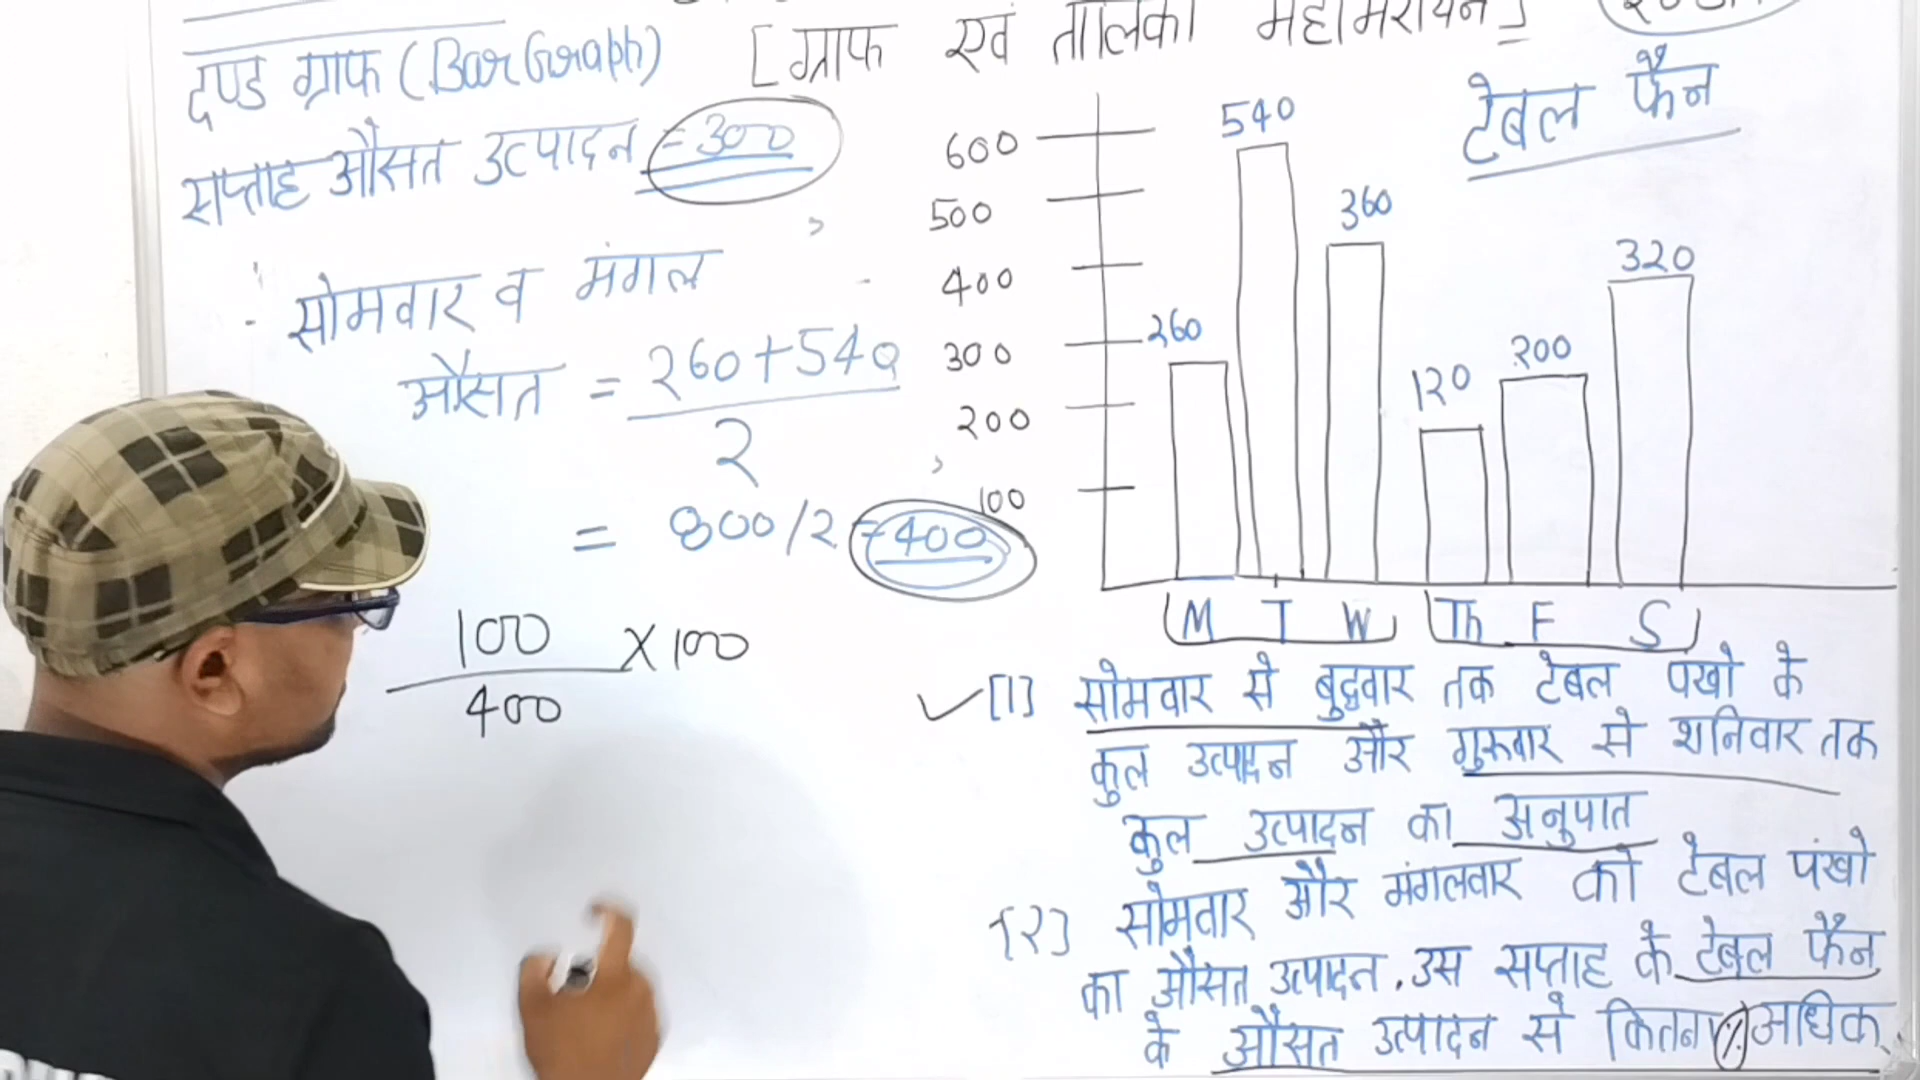 दण्ड ग्राफ (Bar Graph)
[ग्राफ एवं तालिका महामैराथन]
सप्ताह औसत उत्पादन = 300
सोमवार व मंगल
औसत = 260+540
2
= 800/2 = 400
100 × 100
400
टेबल फैन
600
500
400
300
200
100
260
540
360
120
200
320
M T W Th F S
[1] सोमवार से बुद्धवार तक टेबल पंखो के
कुल उत्पादन और गुरूवार से शनिवार तक
कुल उत्पादन का अनुपात
[2] सोमवार और मंगलवार को टेबल पंखो
का औसत उत्पादन, उस सप्ताह के टेबल फैन
के औसत उत्पादन से कितना % अधिक